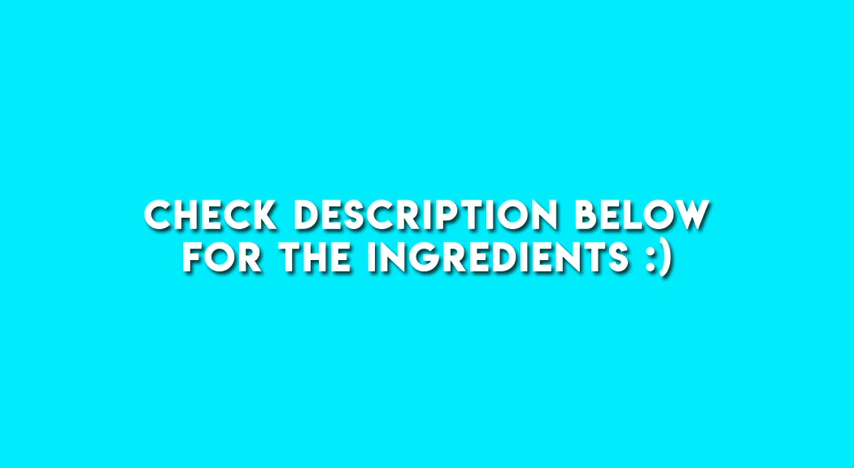 CHECK DESCRIPTION BELOW
FOR THE INGREDIENTS :)